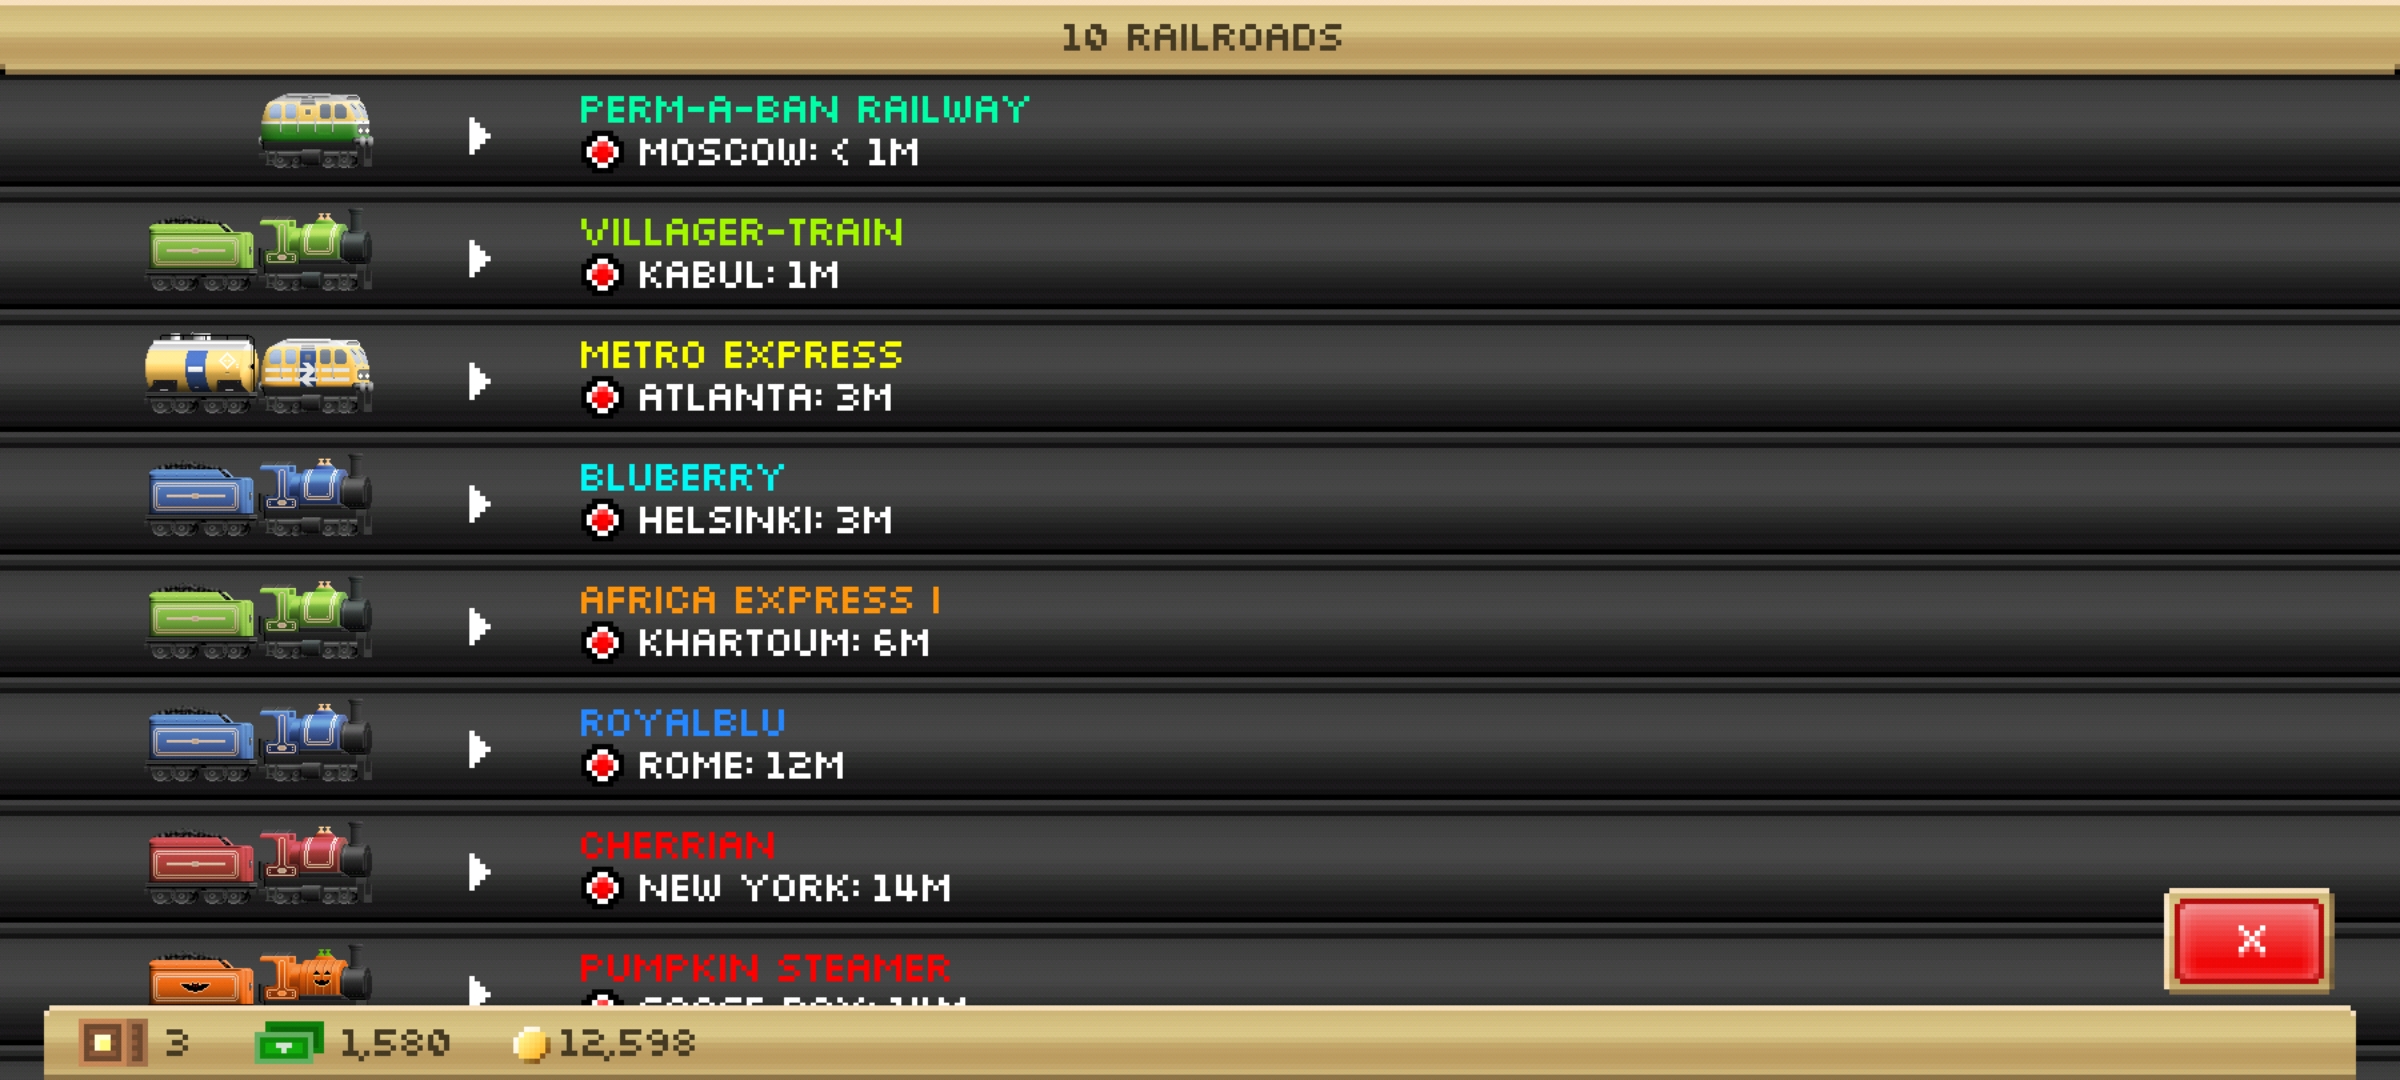 10 RAILROADS
PERM-A-BAN RAILWAY
MOSCOW: < 1M
VILLAGER-TRAIN
KABUL: 1M
METRO EXPRESS
ATLANTA: 3M
BLUBERRY
HELSINKI: 3M
AFRICA EXPRESS I
KHARTOUM: 6M
ROYALBLU
ROME: 12M
CHERRIAN
NEW YORK: 14M
PUMPKIN STEAMER
X
3 1,580 12,598